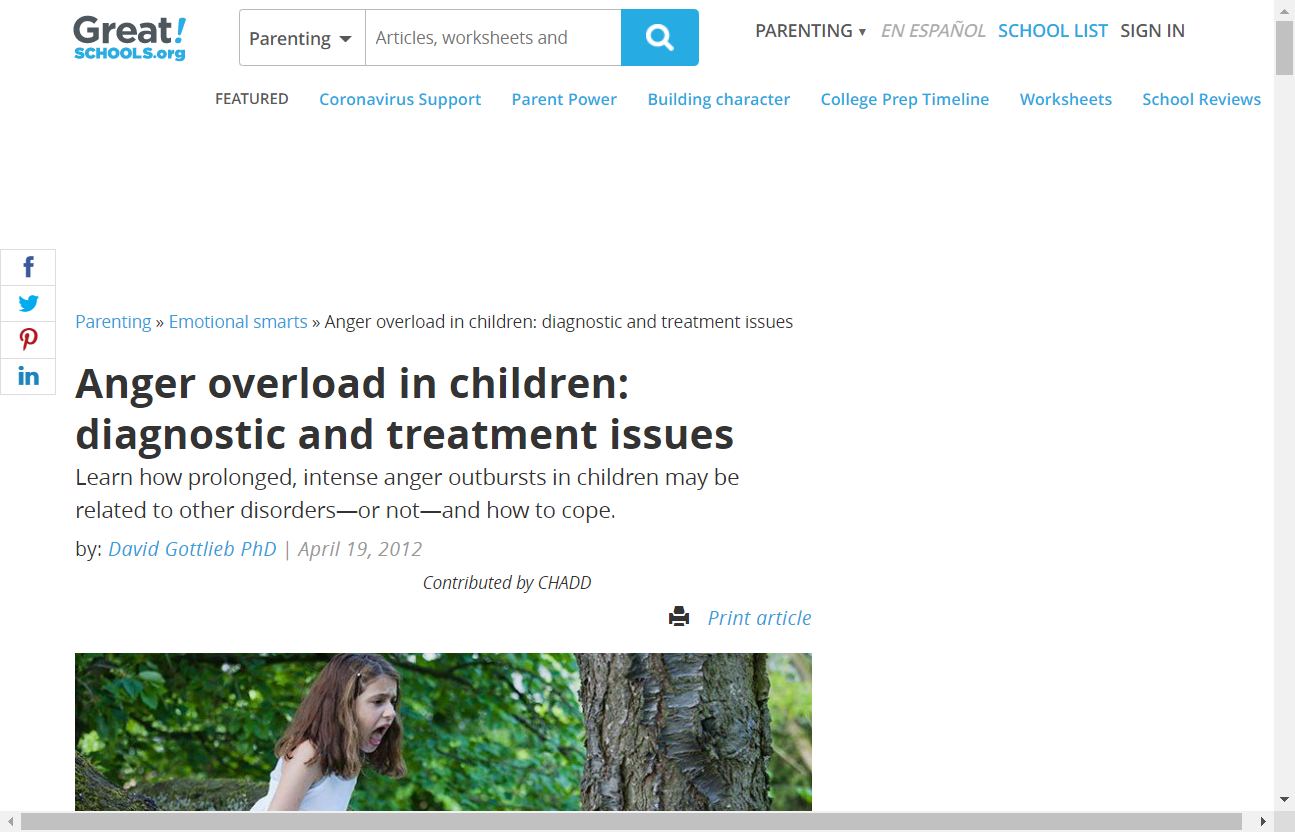 Great!
SCHOOLS.org
Parenting
Articles, worksheets and
PARENTING ▾ EN ESPAÑOL SCHOOL LIST SIGN IN
FEATURED Coronavirus Support Parent Power Building character College Prep Timeline Worksheets School Reviews
Parenting » Emotional smarts » Anger overload in children: diagnostic and treatment issues
Anger overload in children:
diagnostic and treatment issues
Learn how prolonged, intense anger outbursts in children may be
related to other disorders—or not—and how to cope.
by: David Gottlieb PhD | April 19, 2012
Contributed by CHADD
Print article